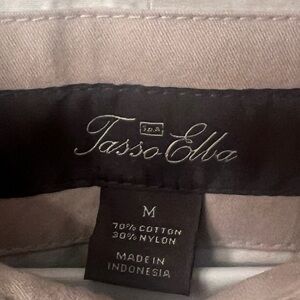 Tasso Elba
M
70% COTTON
30% NYLON
MADE IN
INDONESIA